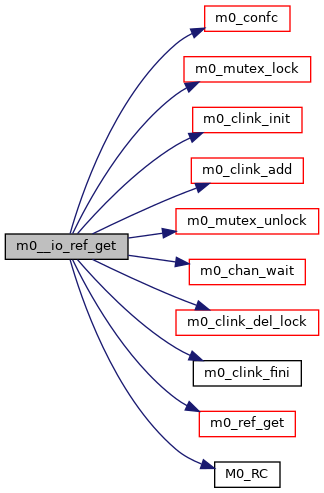 m0_confc
m0_mutex_lock
m0_clink_init
m0_clink_add
m0__io_ref_get
m0_mutex_unlock
m0_chan_wait
m0_clink_del_lock
m0_clink_fini
m0_ref_get
M0_RC